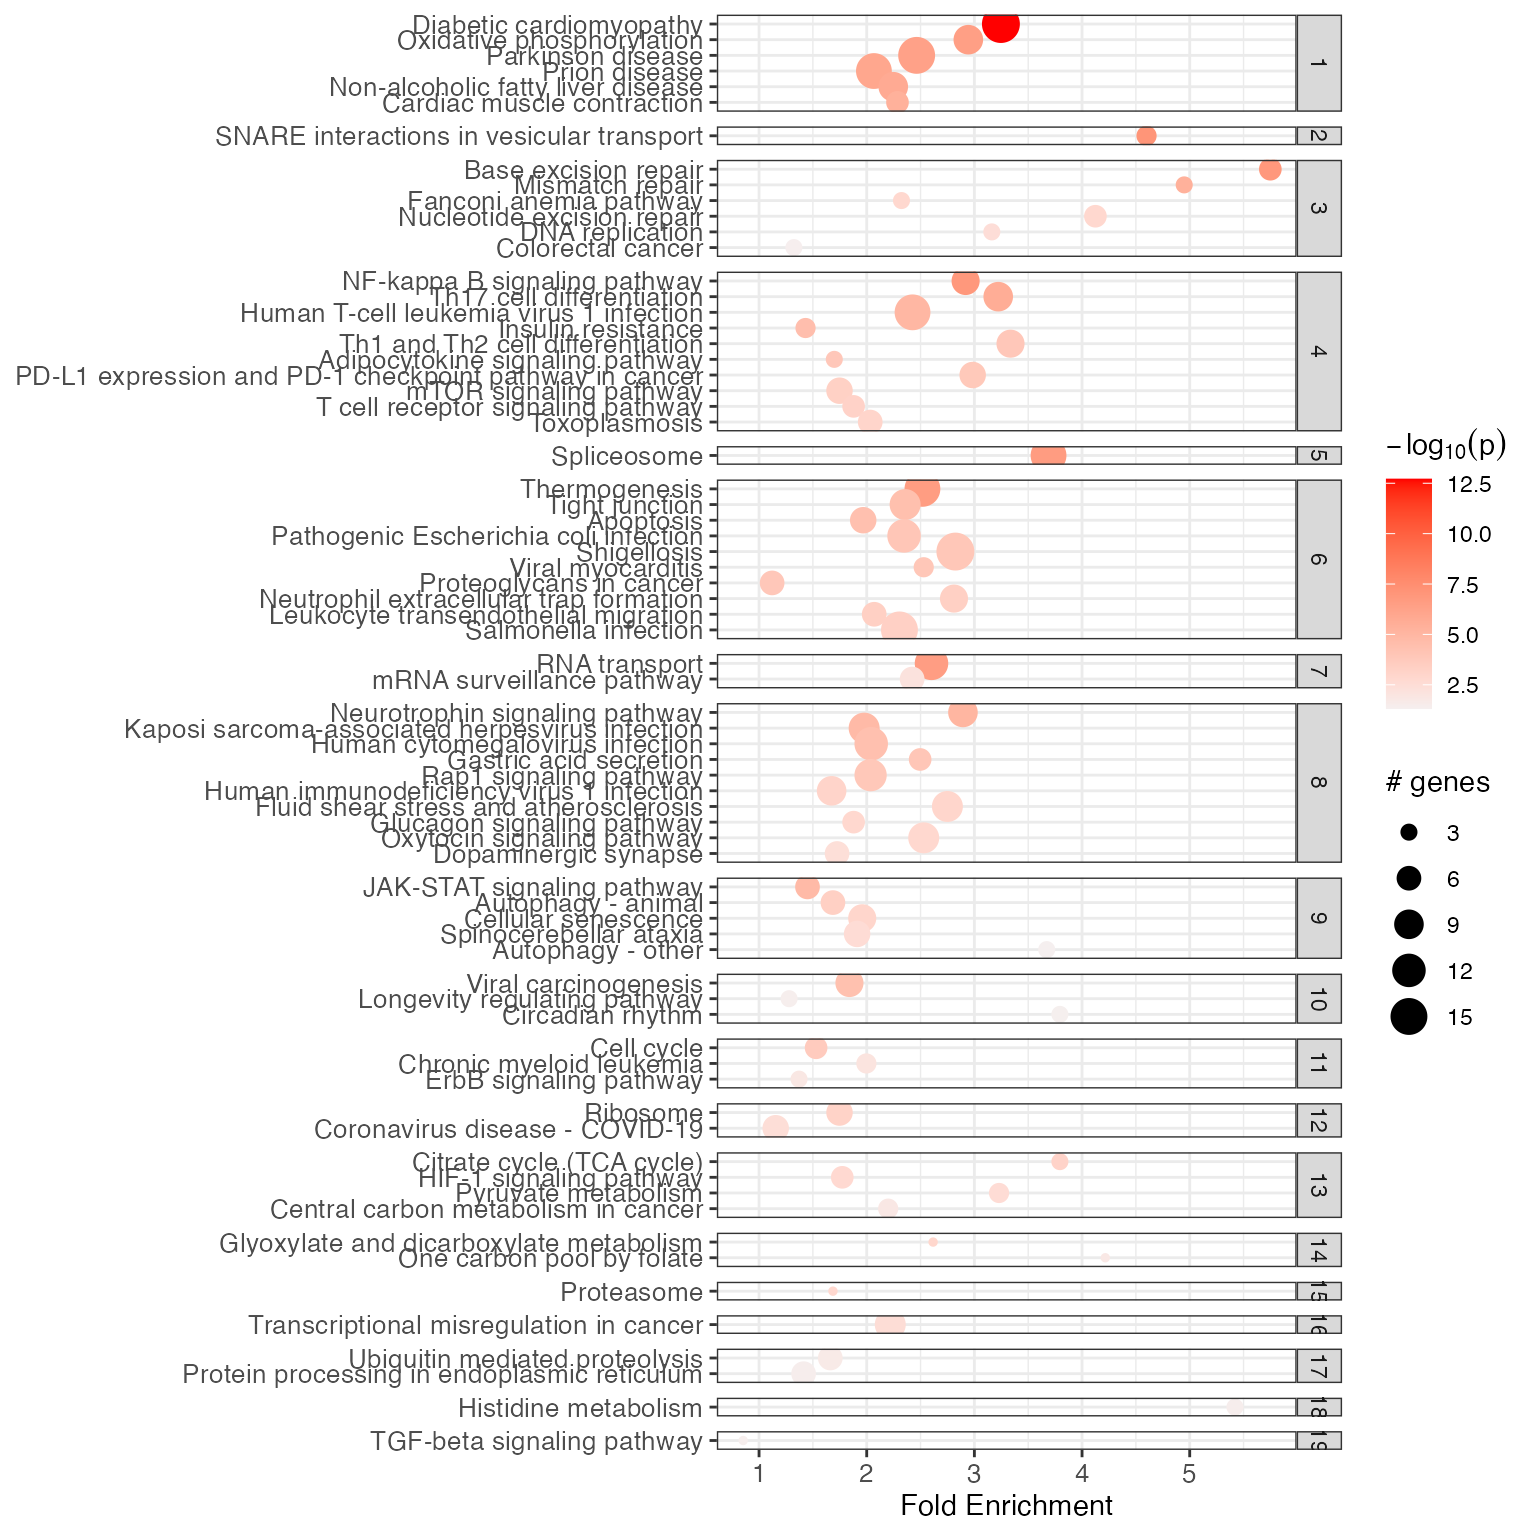 Diabetic cardiomyopathy
Oxidative phosphorylation
Parkinson disease
Prion disease
Non-alcoholic fatty liver disease
Cardiac muscle contraction
1
SNARE interactions in vesicular transport
2
Base excision repair
Mismatch repair
Fanconi anemia pathway
Nucleotide excision repair
DNA replication
Colorectal cancer
3
NF-kappa B signaling pathway
Th17 cell differentiation
Human T-cell leukemia virus 1 infection
Insulin resistance
Th1 and Th2 cell differentiation
Adipocytokine signaling pathway
PD-L1 expression and PD-1 checkpoint pathway in cancer
mTOR signaling pathway
T cell receptor signaling pathway
Toxoplasmosis
4
Spliceosome
5
Thermogenesis
Tight junction
Apoptosis
Pathogenic Escherichia coli infection
Shigellosis
Viral myocarditis
Proteoglycans in cancer
Neutrophil extracellular trap formation
Leukocyte transendothelial migration
Salmonella infection
6
RNA transport
mRNA surveillance pathway
7
Neurotrophin signaling pathway
Kaposi sarcoma-associated herpesvirus infection
Human cytomegalovirus infection
Gastric acid secretion
Rap1 signaling pathway
Human immunodeficiency virus 1 infection
Fluid shear stress and atherosclerosis
Glucagon signaling pathway
Oxytocin signaling pathway
Dopaminergic synapse
8
JAK-STAT signaling pathway
Autophagy - animal
Cellular senescence
Spinocerebellar ataxia
Autophagy - other
9
Viral carcinogenesis
Longevity regulating pathway
Circadian rhythm
10
Cell cycle
Chronic myeloid leukemia
ErbB signaling pathway
11
Ribosome
Coronavirus disease - COVID-19
12
Citrate cycle (TCA cycle)
HIF-1 signaling pathway
Pyruvate metabolism
Central carbon metabolism in cancer
13
Glyoxylate and dicarboxylate metabolism
One carbon pool by folate
14
Proteasome
15
Transcriptional misregulation in cancer
16
Ubiquitin mediated proteolysis
Protein processing in endoplasmic reticulum
17
Histidine metabolism
18
TGF-beta signaling pathway
19
1 2 3 4 5
Fold Enrichment
−log₁₀(p)
12.5
10.0
7.5
5.0
2.5
# genes
3
6
9
12
15